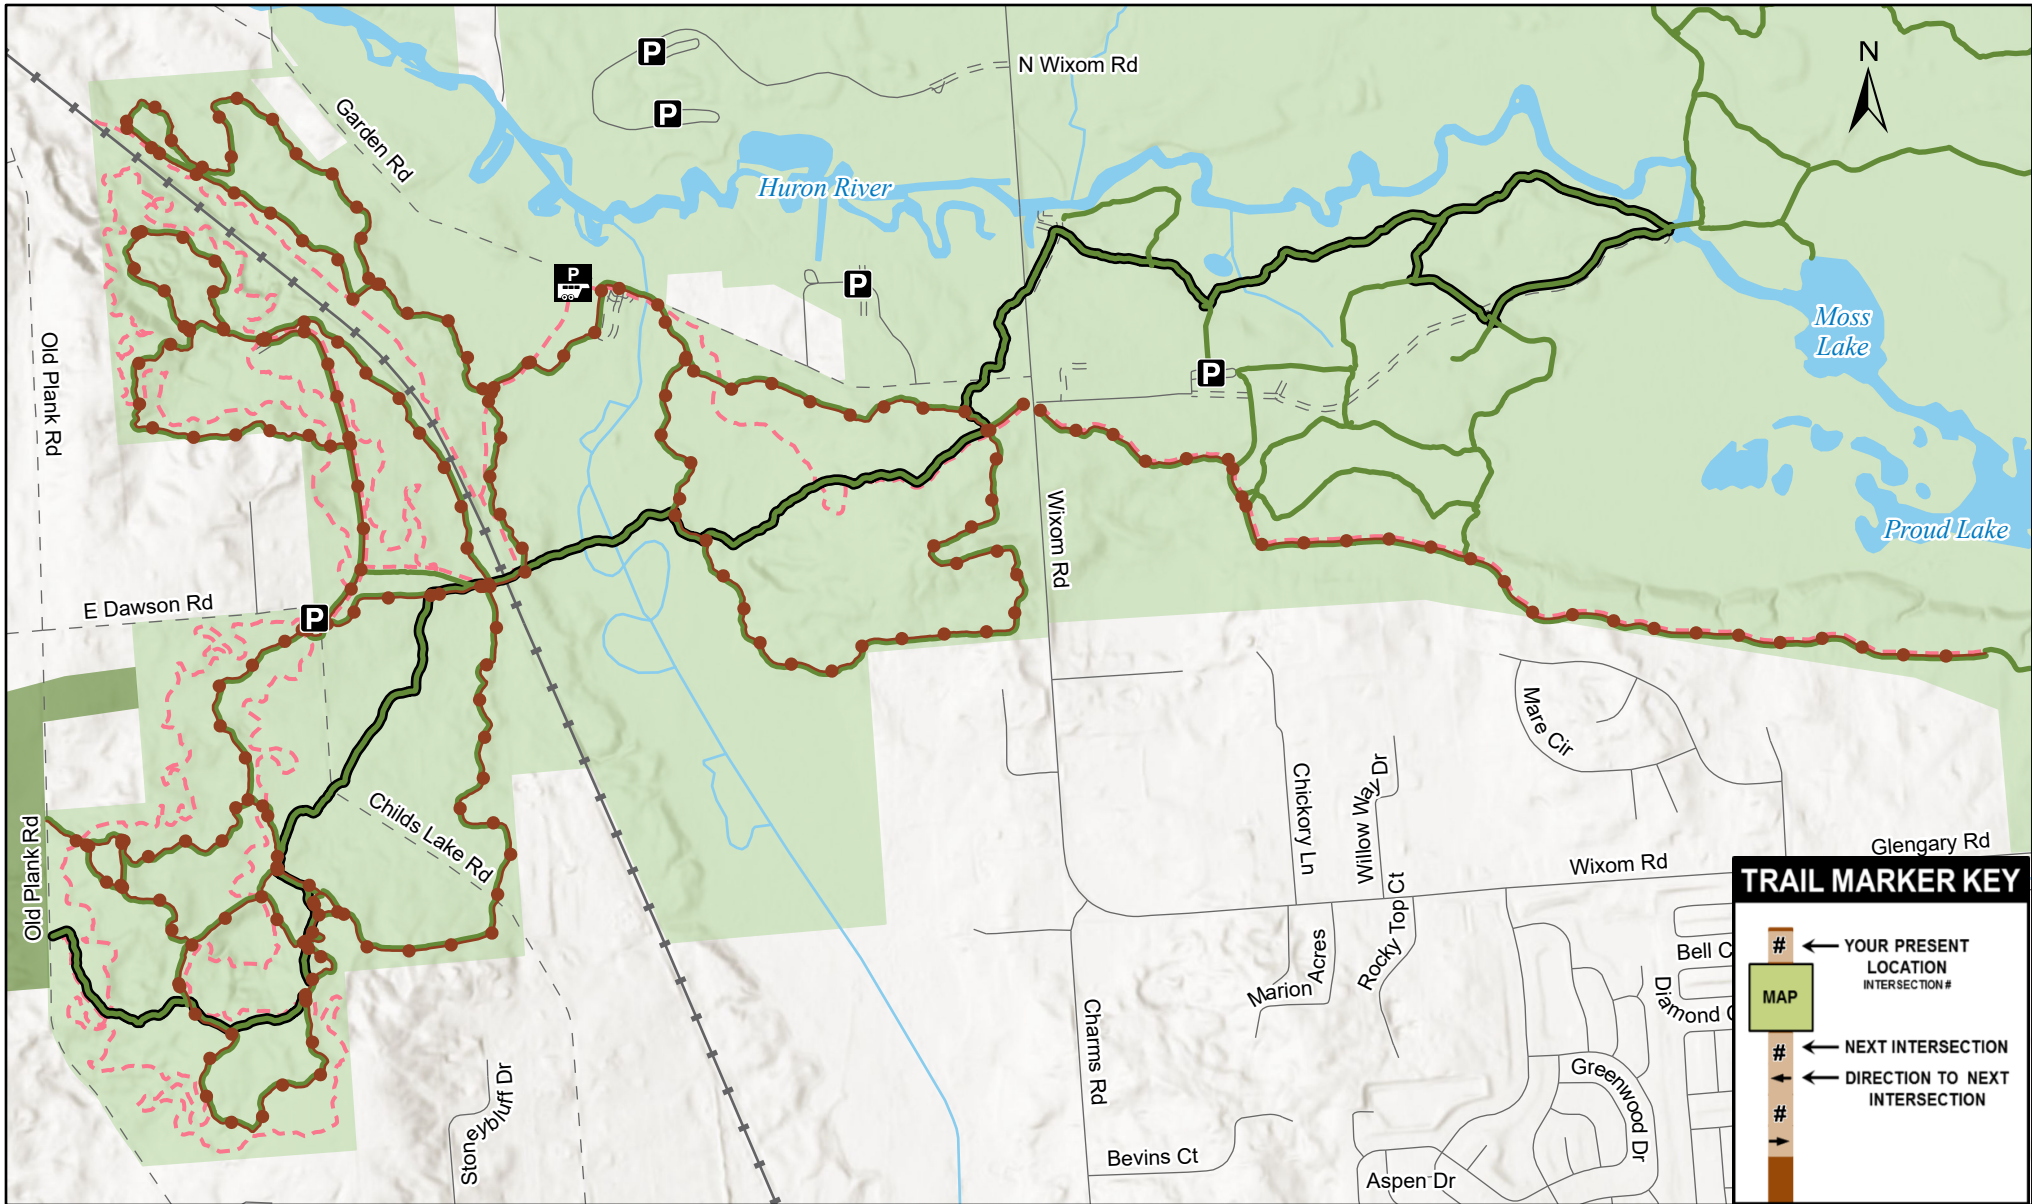 P
N Wixom Rd
N
P
Garden Rd
Huron River
P
P
Moss
Lake
Old Plank Rd
P
Wixom Rd
Proud Lake
E Dawson Rd
P
Mare Cir
Childs Lake Rd
Chickory Ln
Willow Way Dr
Old Plank Rd
Wixom Rd
Glengary Rd
Rocky Top Ct
Marion Acres
Bell C
Diamond C
Charms Rd
Stoneybluff Dr
Greenwood Dr
Bevins Ct
Aspen Dr
TRAIL MARKER KEY
#
YOUR PRESENT
LOCATION
INTERSECTION #
MAP
#
NEXT INTERSECTION
DIRECTION TO NEXT
INTERSECTION
#